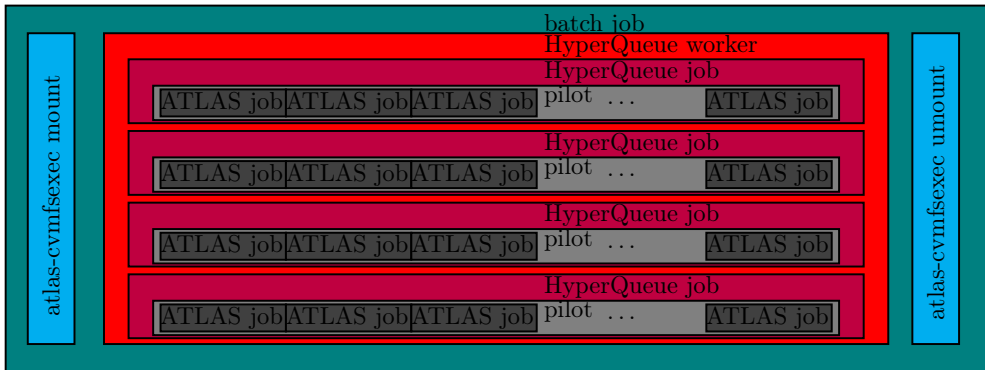 batch job
HyperQueue worker
atlas-cvmfsexec mount
HyperQueue job
pilot ...
ATLAS job ATLAS job ATLAS job ATLAS job
HyperQueue job
pilot ...
ATLAS job ATLAS job ATLAS job ATLAS job
HyperQueue job
pilot ...
ATLAS job ATLAS job ATLAS job ATLAS job
HyperQueue job
pilot ...
ATLAS job ATLAS job ATLAS job ATLAS job
atlas-cvmfsexec umount